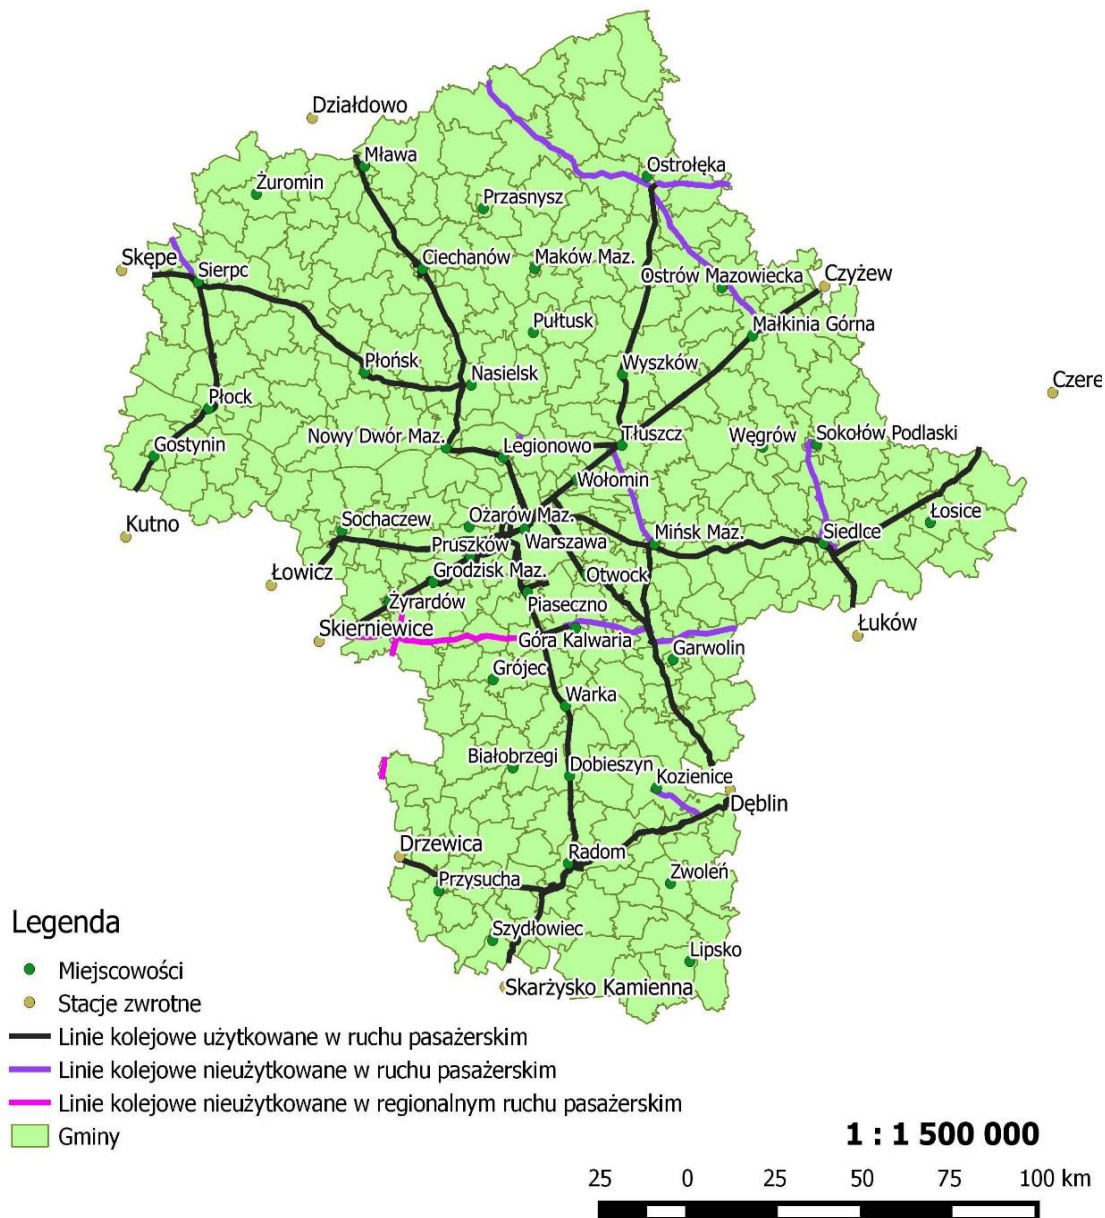 Działdowo
Mława
Ostrołęka
Żuromin
Przasnysz
Skępe
Sierpc
Ciechanów
Maków Maz.
Ostrów Mazowiecka
Czyżew
Pułtusk
Małkinia Górna
Płońsk
Nasielsk
Wyszków
Czere
Płock
Gostynin
Nowy Dwór Maz.
Legionowo
Tłuszcz
Węgrów
Sokołów Podlaski
Wołomin
Kutno
Sochaczew
Ożarów Maz.
Łosice
Pruszków
Warszawa
Mińsk Maz.
Siedlce
Łowicz
Grodzisk Maz.
Otwock
Żyrardów
Piaseczno
Skierniewice
Łuków
Góra Kalwaria
Garwolin
Grójec
Warka
Białobrzegi
Dobieszyn
Kozienice
Dęblin
Drzewica
Radom
Przysucha
Zwoleń
Szydłowiec
Lipsko
Skarżysko Kamienna
Legenda
Miejscowości
Stacje zwrotne
Linie kolejowe użytkowane w ruchu pasażerskim
Linie kolejowe nieużytkowane w ruchu pasażerskim
Linie kolejowe nieużytkowane w regionalnym ruchu pasażerskim
Gminy
1 : 1 500 000
25 0 25 50 75 100 km